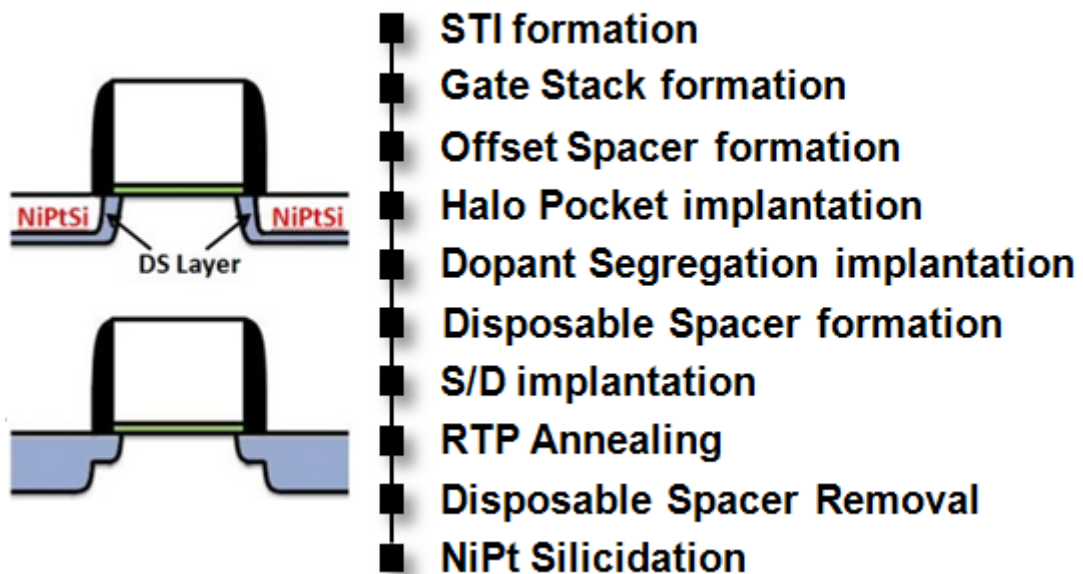 STI formation
Gate Stack formation
Offset Spacer formation
Halo Pocket implantation
Dopant Segregation implantation
Disposable Spacer formation
S/D implantation
RTP Annealing
Disposable Spacer Removal
NiPt Silicidation
NiPtSi
NiPtSi
DS Layer